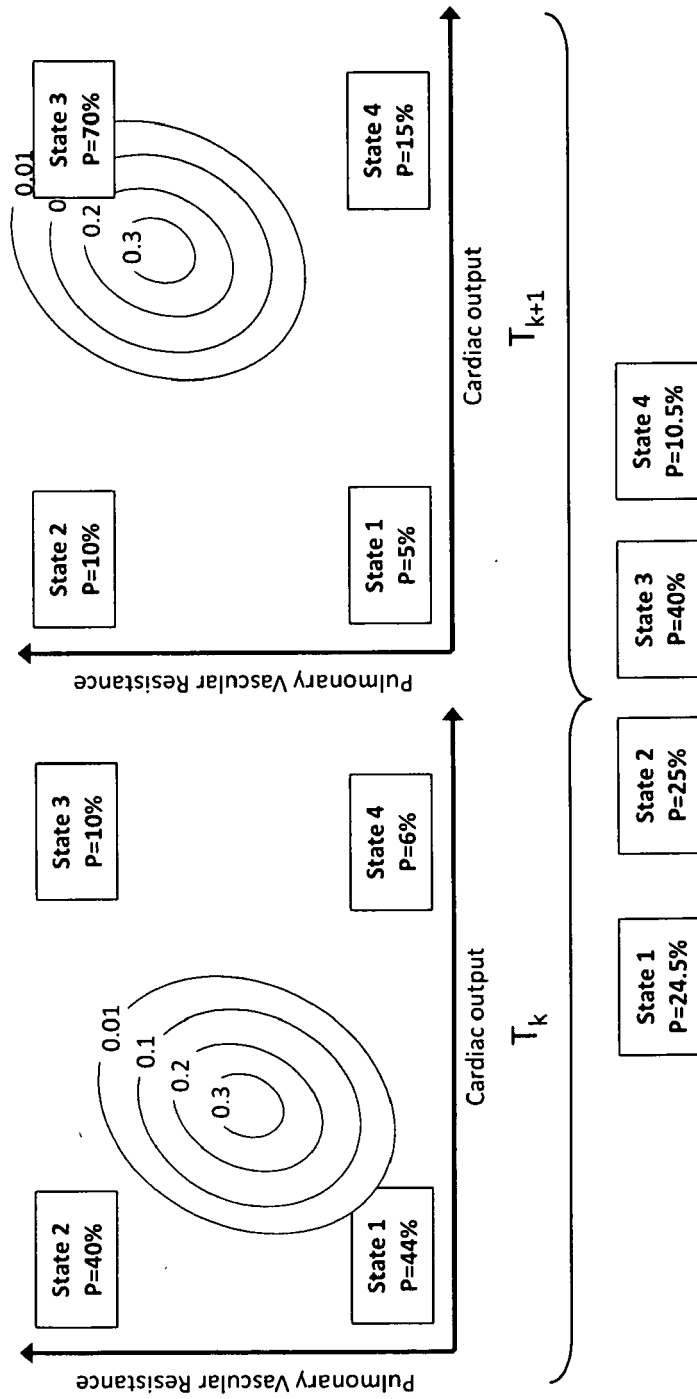 Pulmonary Vascular Resistance
State 2
P=40%
State 3
P=10%
0.01
0.1
0.2
0.3
State 1
P=44%
State 4
P=6%
Cardiac output
Tk
Pulmonary Vascular Resistance
State 2
P=10%
State 3
P=70%
0.01
0
0.2
0.3
State 1
P=5%
State 4
P=15%
Cardiac output
Tk+1
State 1
P=24.5%
State 2
P=25%
State 3
P=40%
State 4
P=10.5%